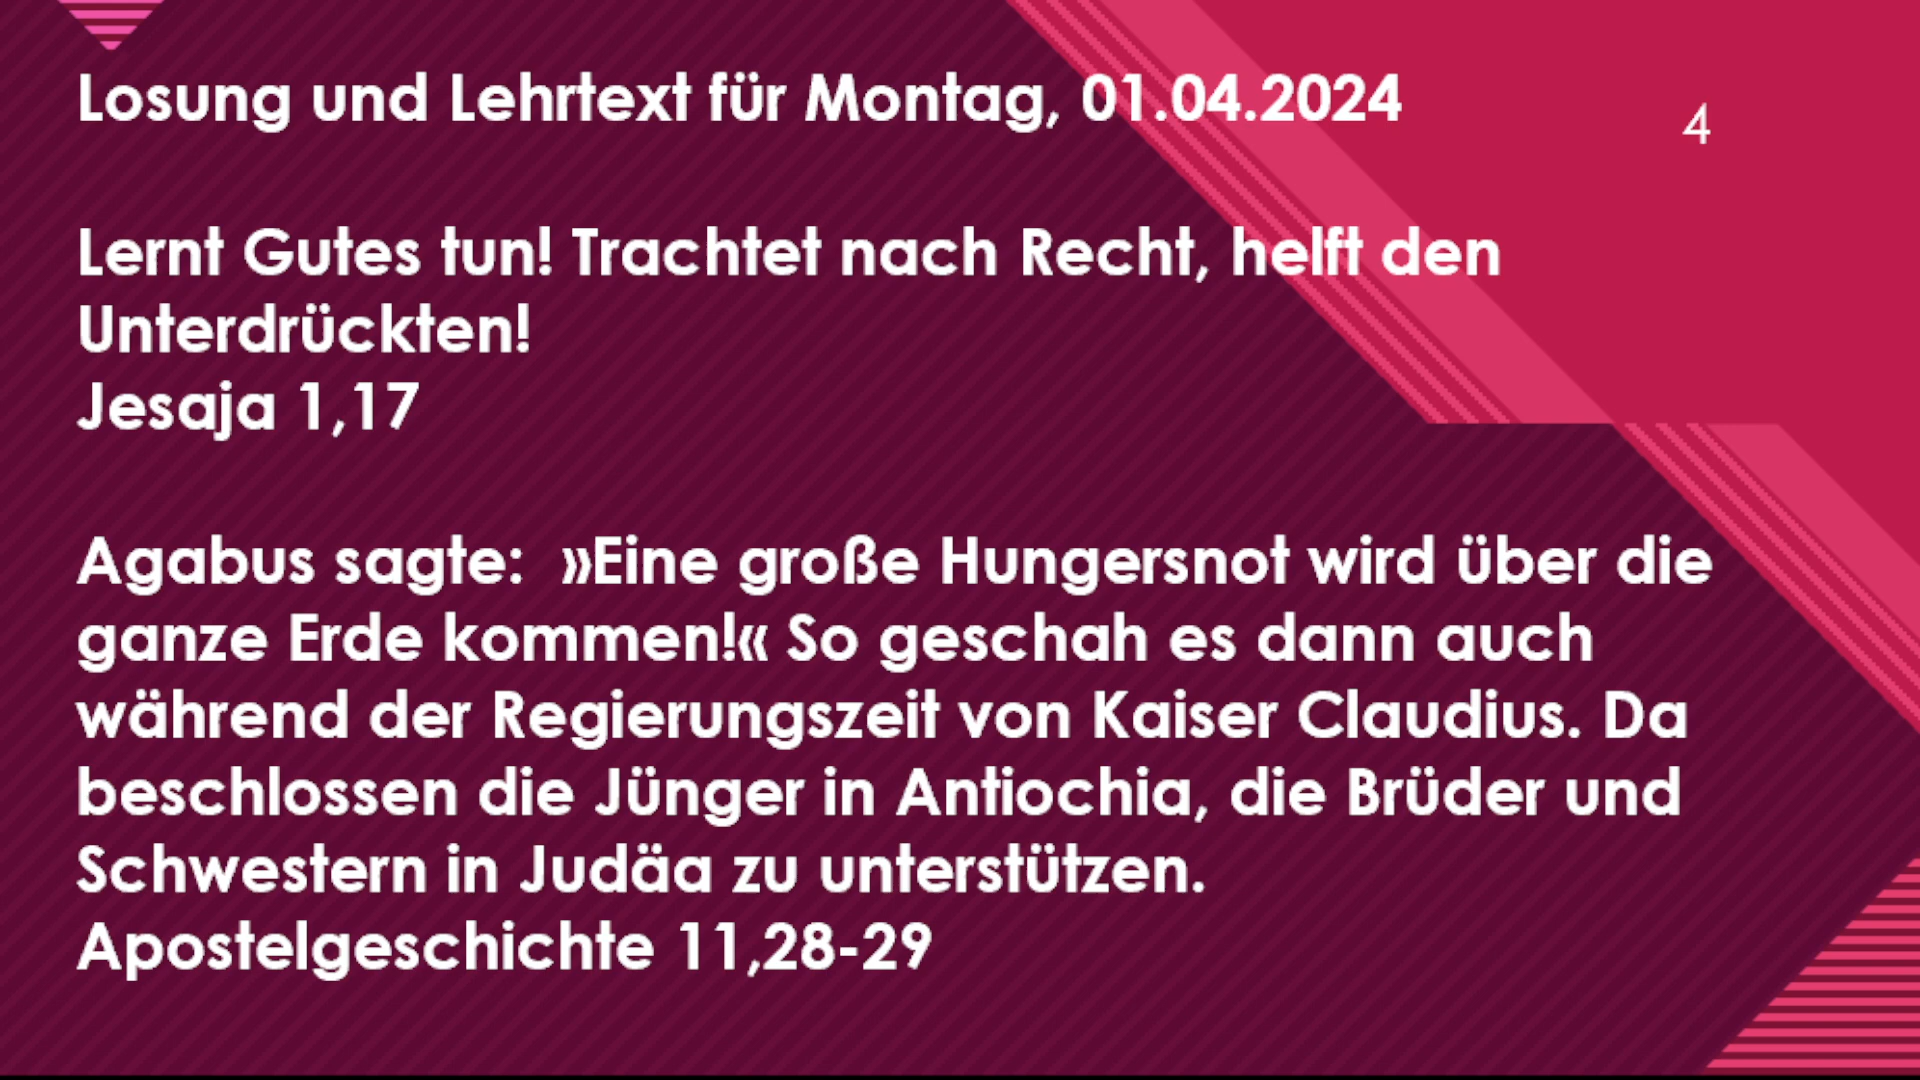 Losung und Lehrtext für Montag, 01.04.2024
4
Lernt Gutes tun! Trachtet nach Recht, helft den
Unterdrückten!
Jesaja 1,17
Agabus sagte:  »Eine große Hungersnot wird über die
ganze Erde kommen!« So geschah es dann auch
während der Regierungszeit von Kaiser Claudius. Da
beschlossen die Jünger in Antiochia, die Brüder und
Schwestern in Judäa zu unterstützen.
Apostelgeschichte 11,28-29